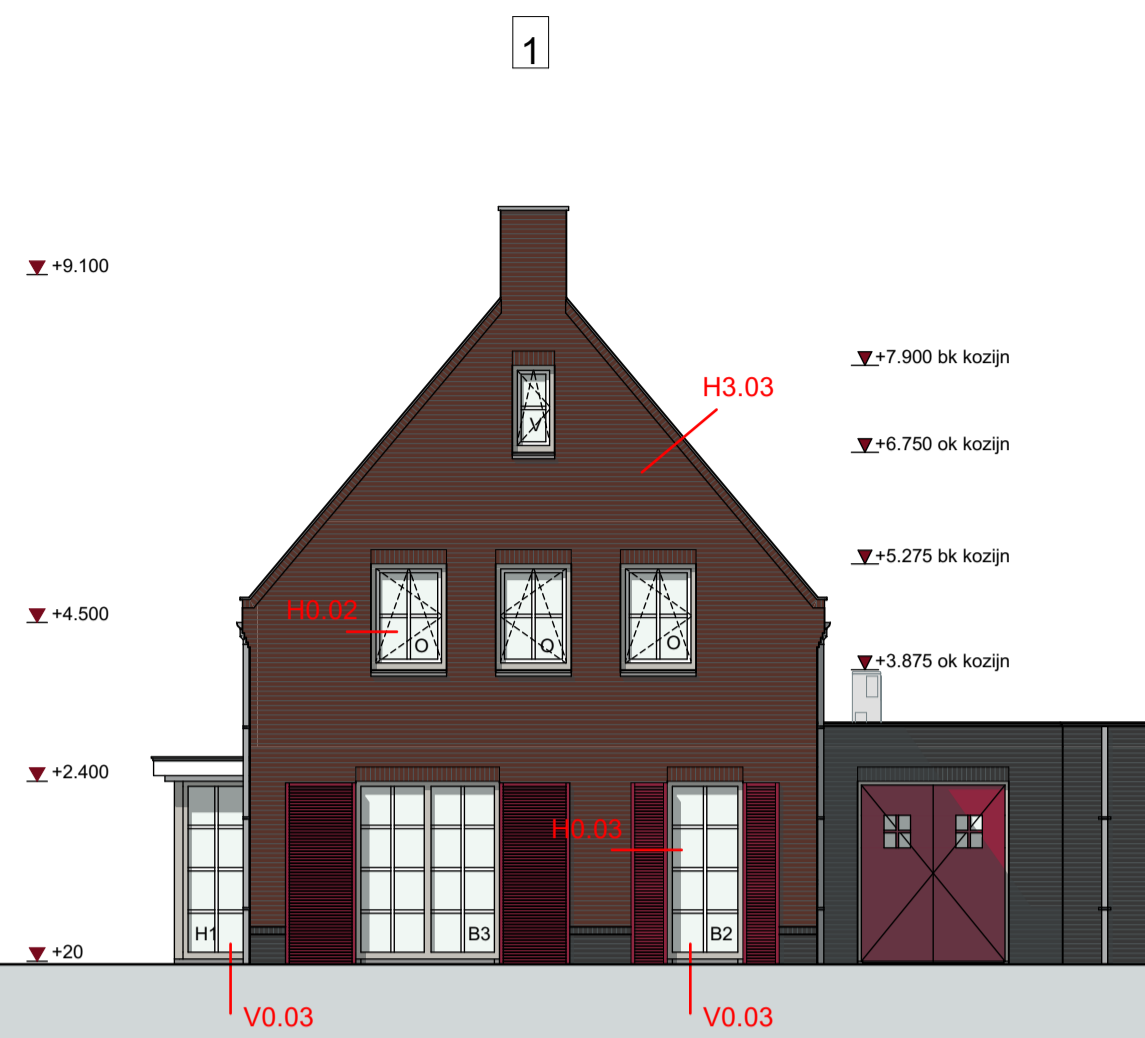 1
+9.100
+7.900 bk kozijn
H3.03
V
+6.750 ok kozijn
+5.275 bk kozijn
+4.500
H0.02
O
O
O
+3.875 ok kozijn
+2.400
H0.03
H1
B3
B2
+20
V0.03
V0.03